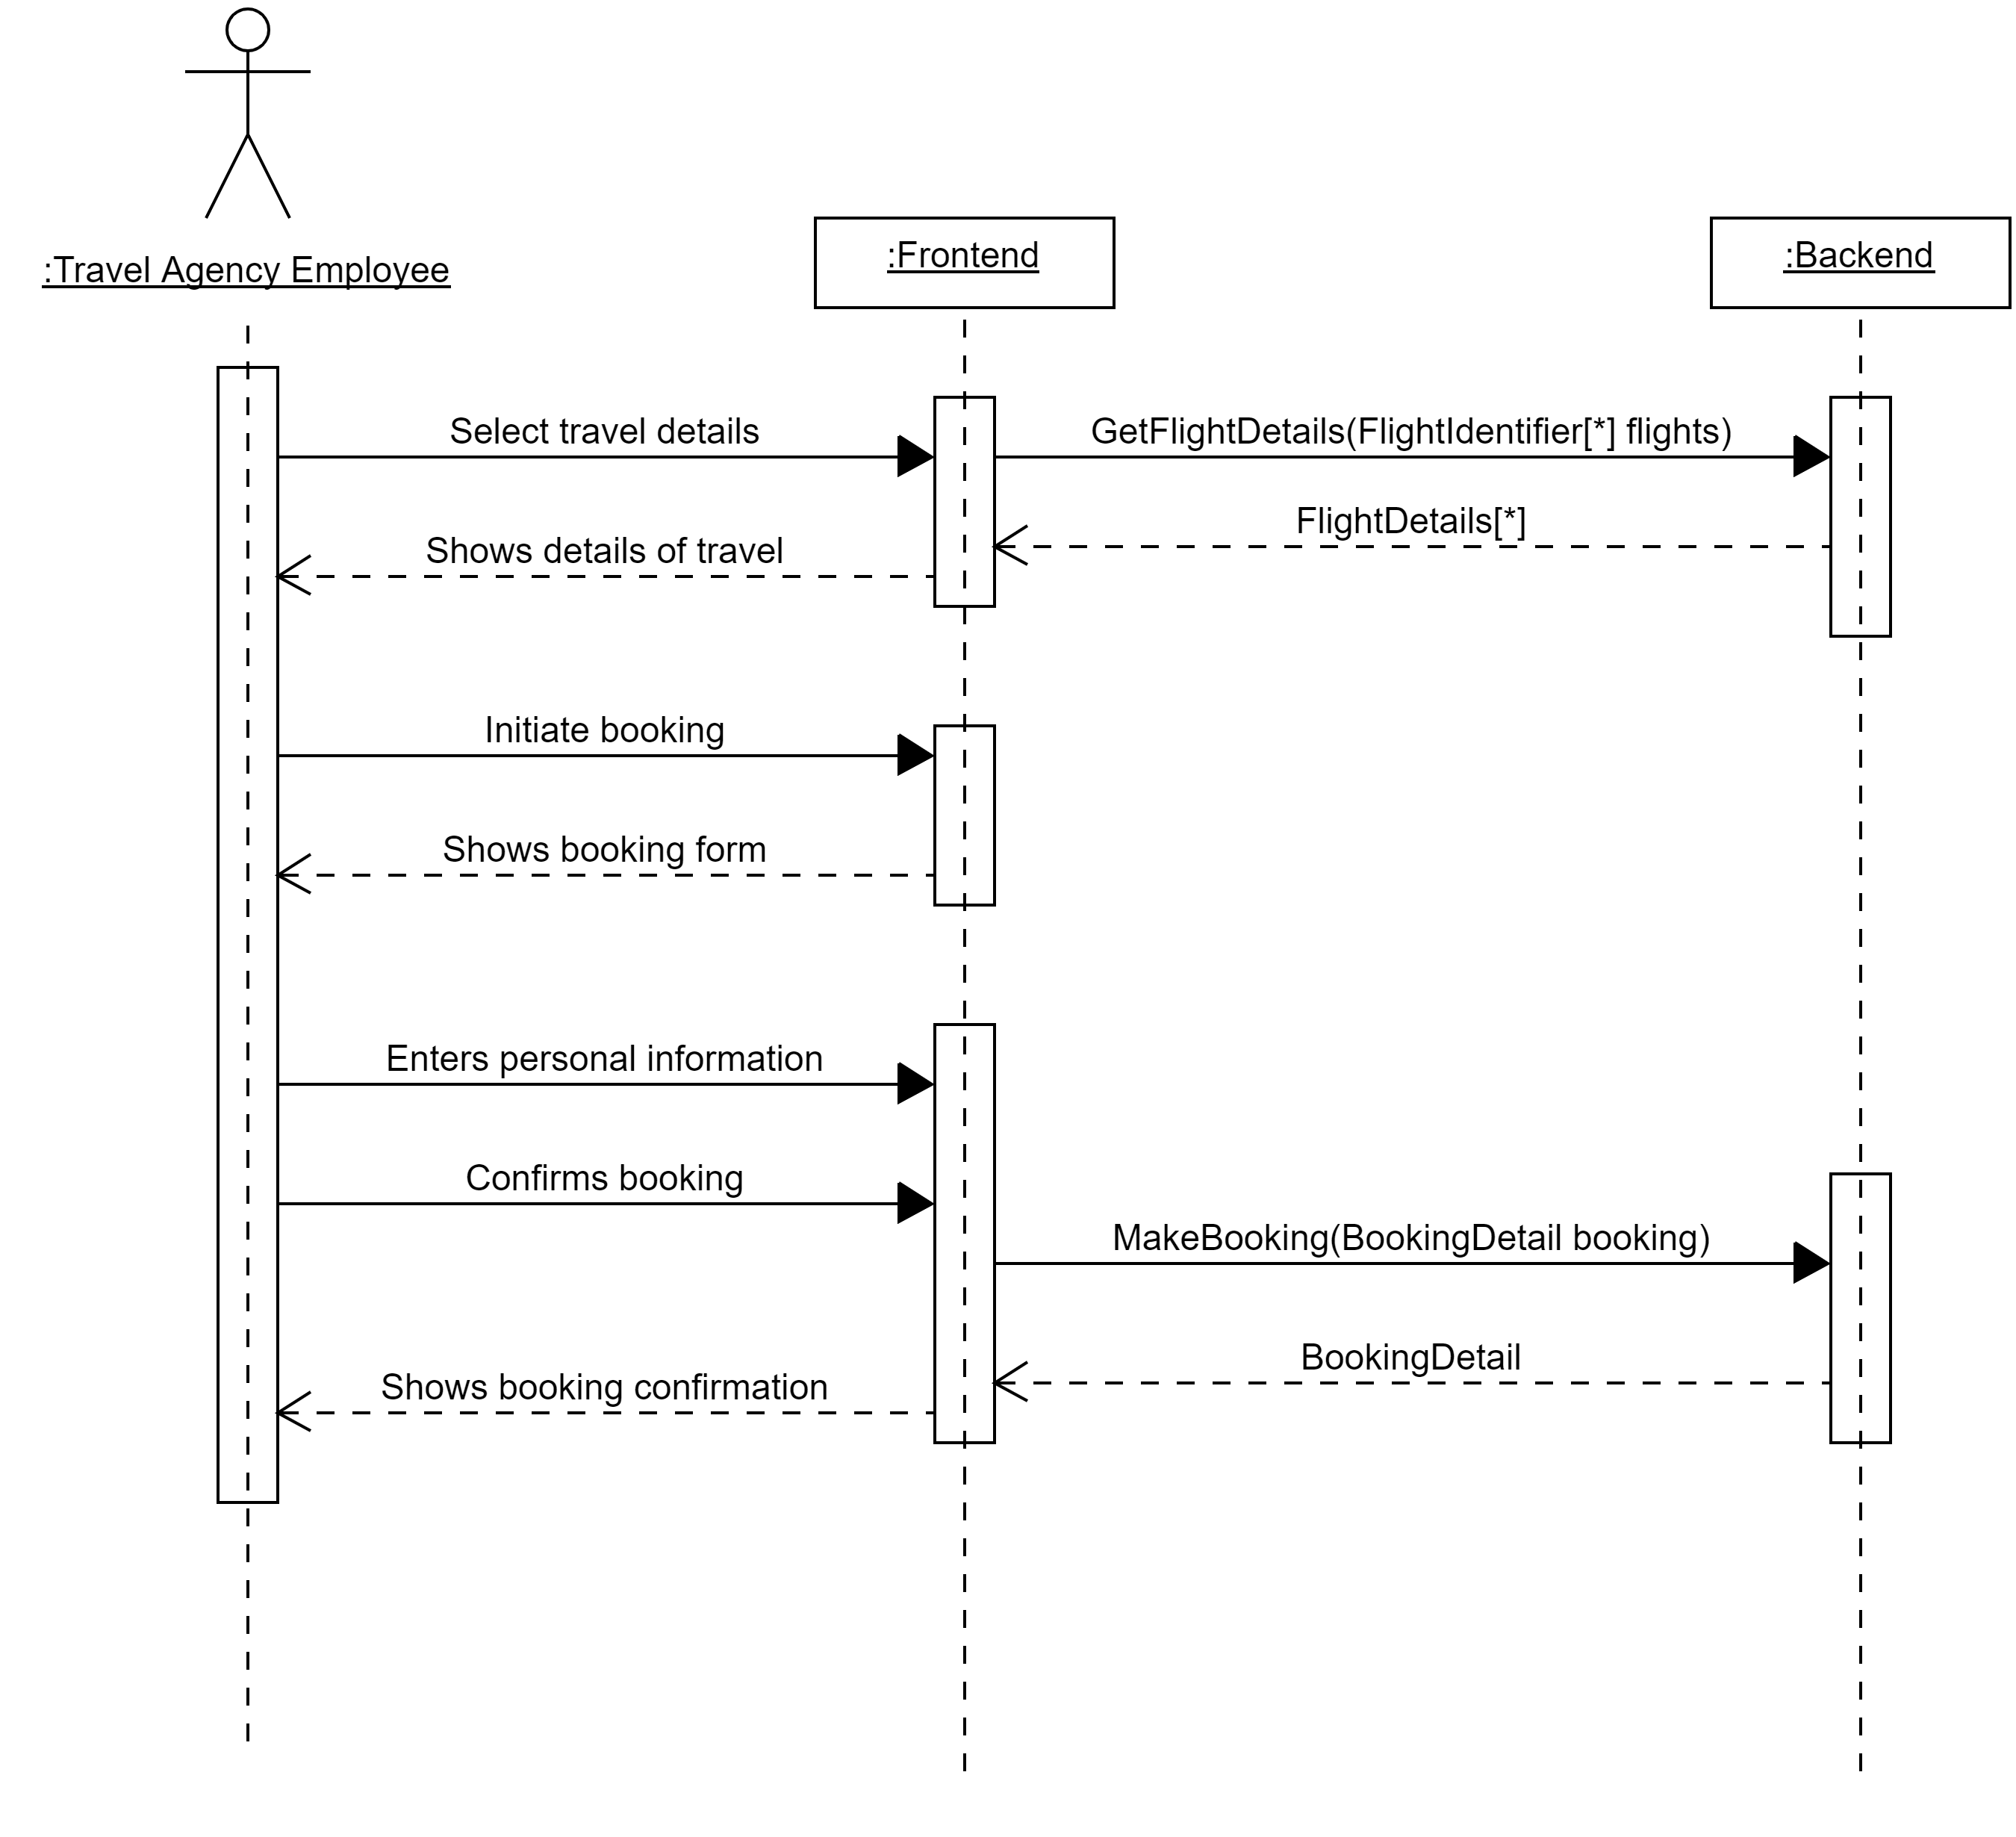 :Travel Agency Employee
:Frontend
:Backend
Select travel details
GetFlightDetails(FlightIdentifier[*] flights)
FlightDetails[*]
Shows details of travel
Initiate booking
Shows booking form
Enters personal information
Confirms booking
MakeBooking(BookingDetail booking)
BookingDetail
Shows booking confirmation